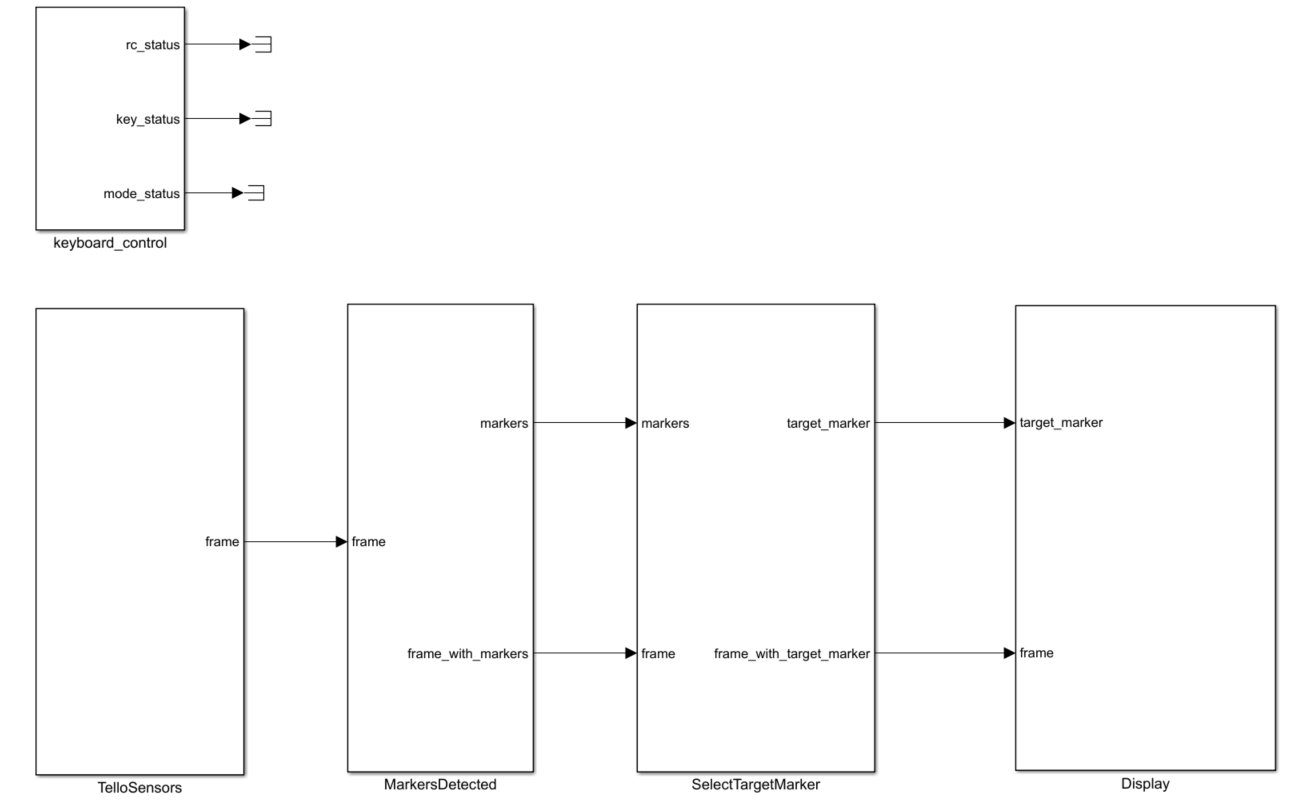 rc_status
key_status
mode_status
keyboard_control
markers
markers
target_marker
target_marker
frame
frame
frame_with_markers
frame
frame_with_target_marker
frame
TelloSensors
MarkersDetected
SelectTargetMarker
Display